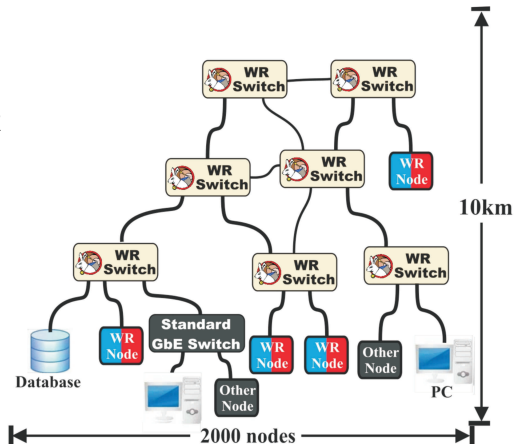 WR
Switch
WR
Switch
WR
Switch
WR
Switch
WR
Node
10km
WR
Switch
WR
Switch
WR
Switch
Database
WR
Node
Standard
GbE Switch
WR
Node
WR
Node
Other
Node
PC
Other
Node
2000 nodes